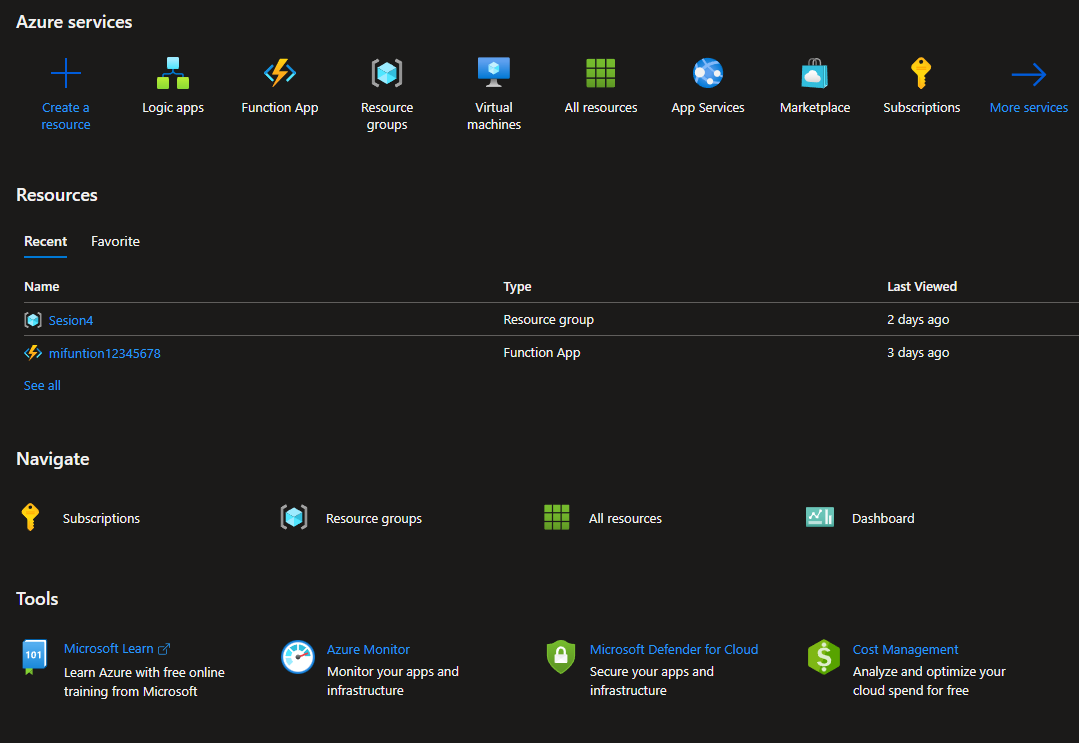 Azure services
Create a
resource
Logic apps
Function App
Resource
groups
Virtual
machines
All resources
App Services
Marketplace
Subscriptions
More services
Resources
Recent
Favorite
Name
Type
Last Viewed
Sesion4
Resource group
2 days ago
mifuntion12345678
Function App
3 days ago
See all
Navigate
Subscriptions
Resource groups
All resources
Dashboard
Tools
101
Microsoft Learn
Learn Azure with free online
training from Microsoft
Azure Monitor
Monitor your apps and
infrastructure
Microsoft Defender for Cloud
Secure your apps and
infrastructure
$
Cost Management
Analyze and optimize your
cloud spend for free